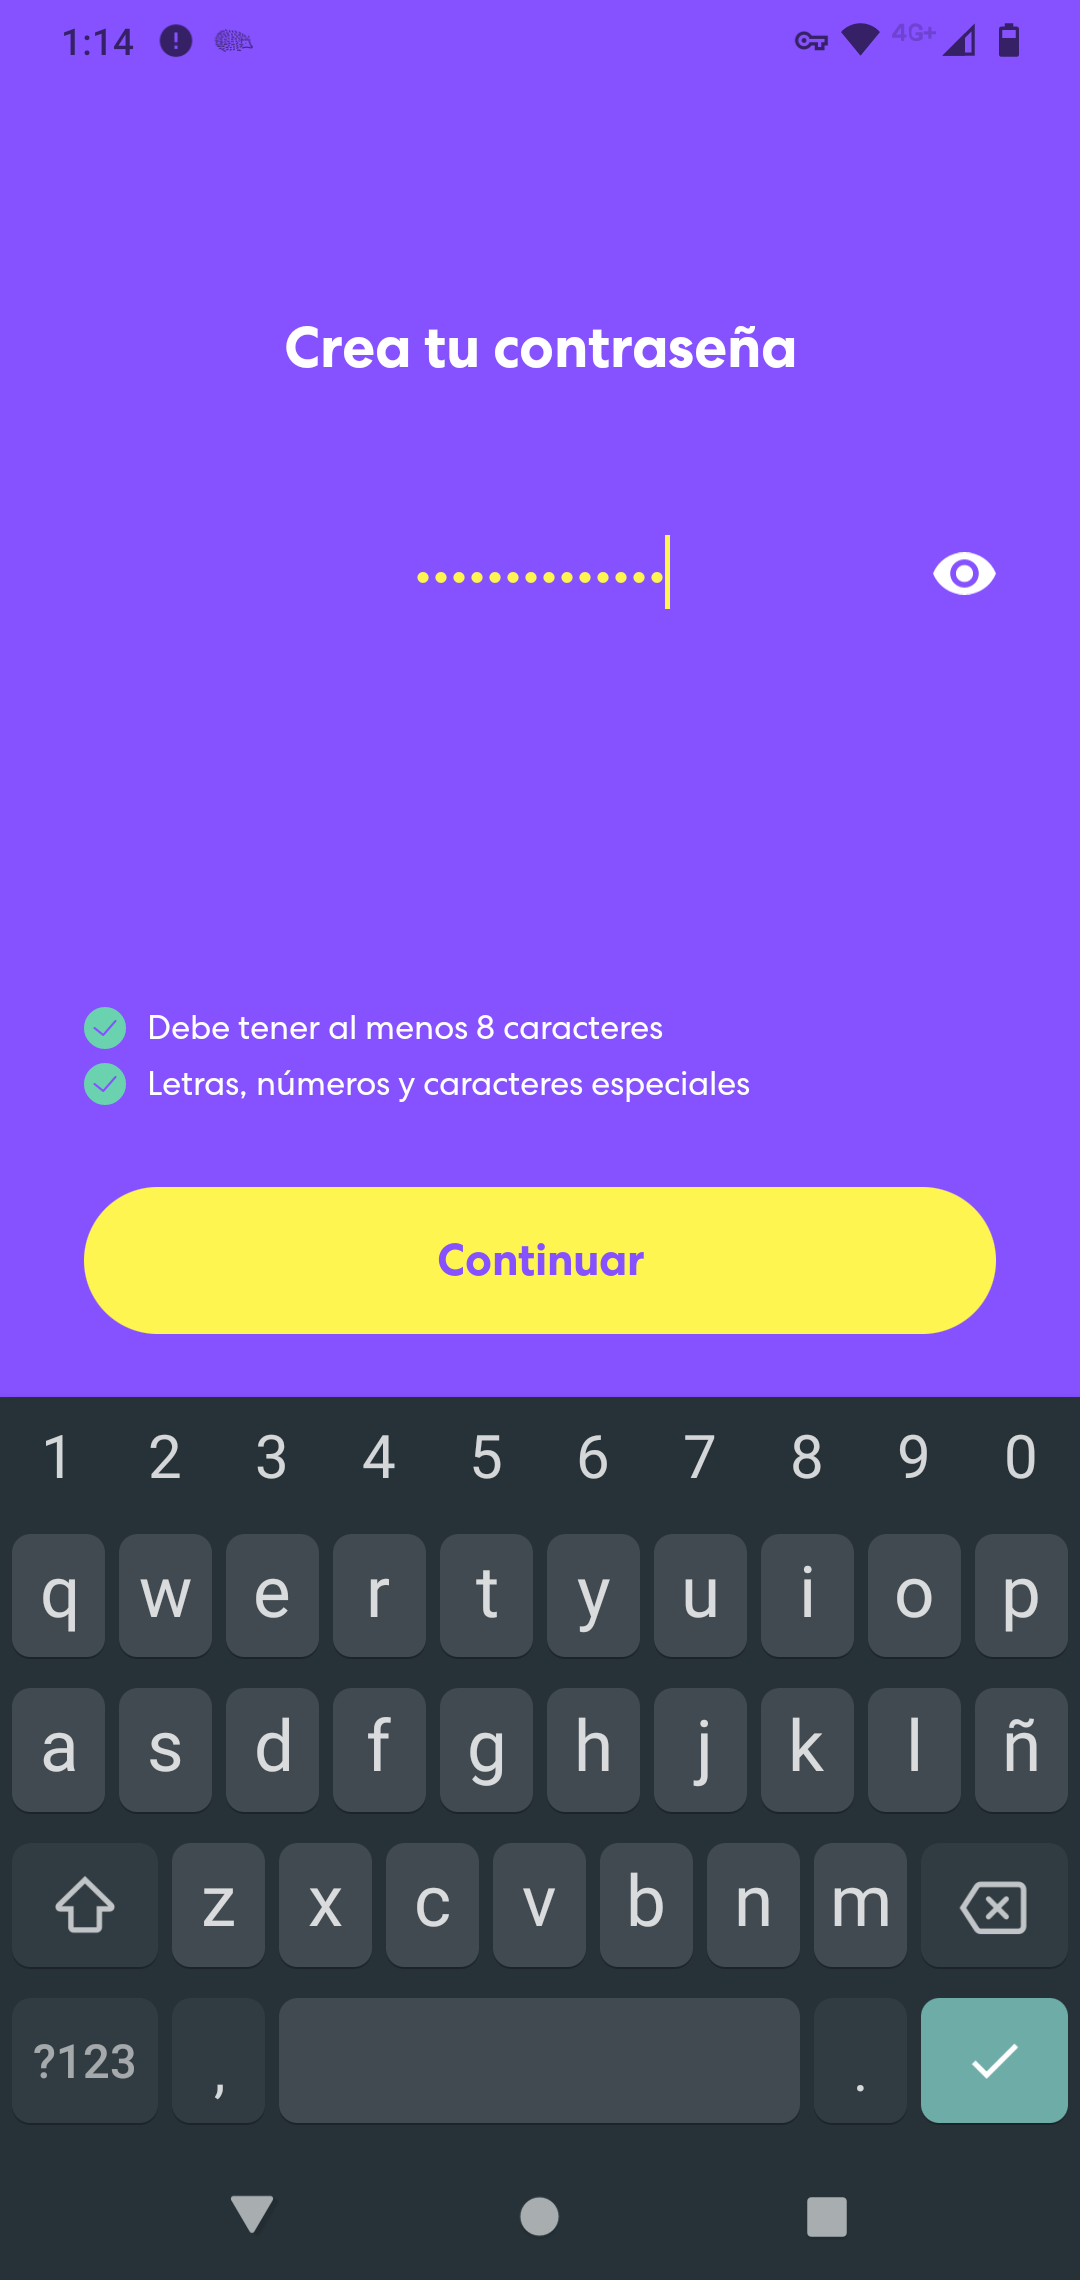 1:14
4G+
Crea tu contraseña
••••••••••••••
Debe tener al menos 8 caracteres
Letras, números y caracteres especiales
Continuar
1 2 3 4 5 6 7 8 9 0
q w e r t y u i o p
a s d f g h j k l ñ
z x c v b n m
?123 , .